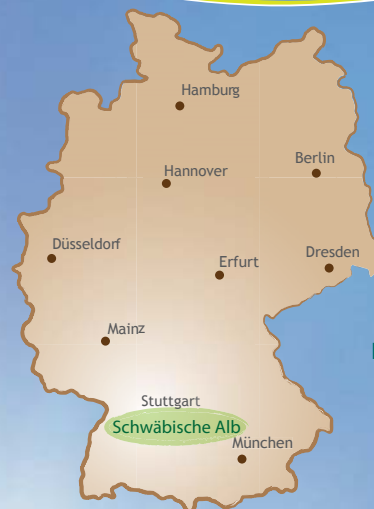 Hamburg
Berlin
Hannover
Düsseldorf
Erfurt
Dresden
Mainz
Stuttgart
Schwäbische Alb
München